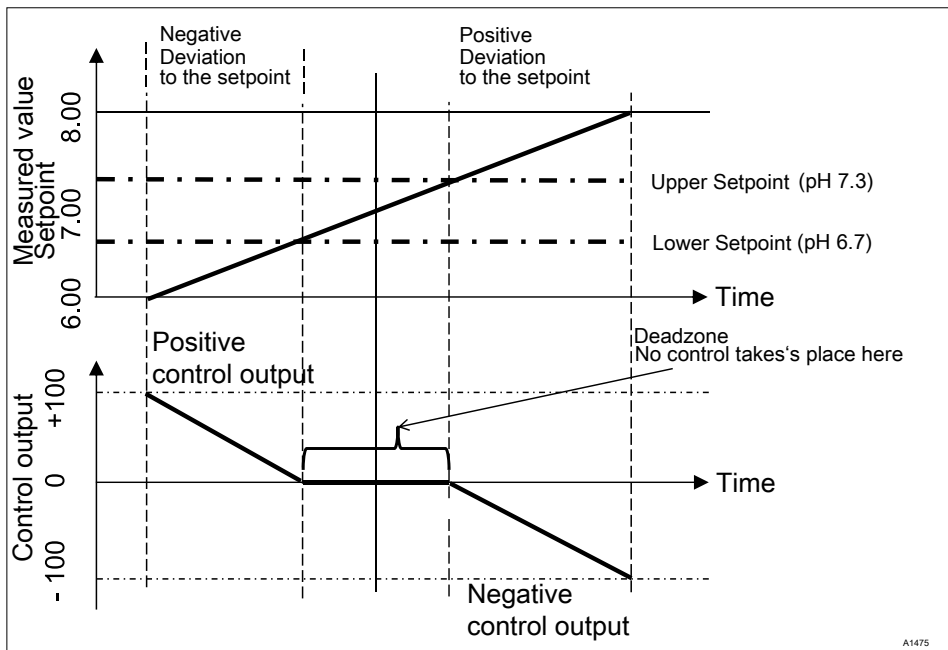 Negative
Deviation
to the setpoint
Positive
Deviation
to the setpoint
Measured value
Setpoint
8.00
7.00
6.00
Upper Setpoint (pH 7.3)
Lower Setpoint (pH 6.7)
Time
Positive
control output
Deadzone
No control takes's place here
Control output
+100
0
- 100
Time
Negative
control output
A1475